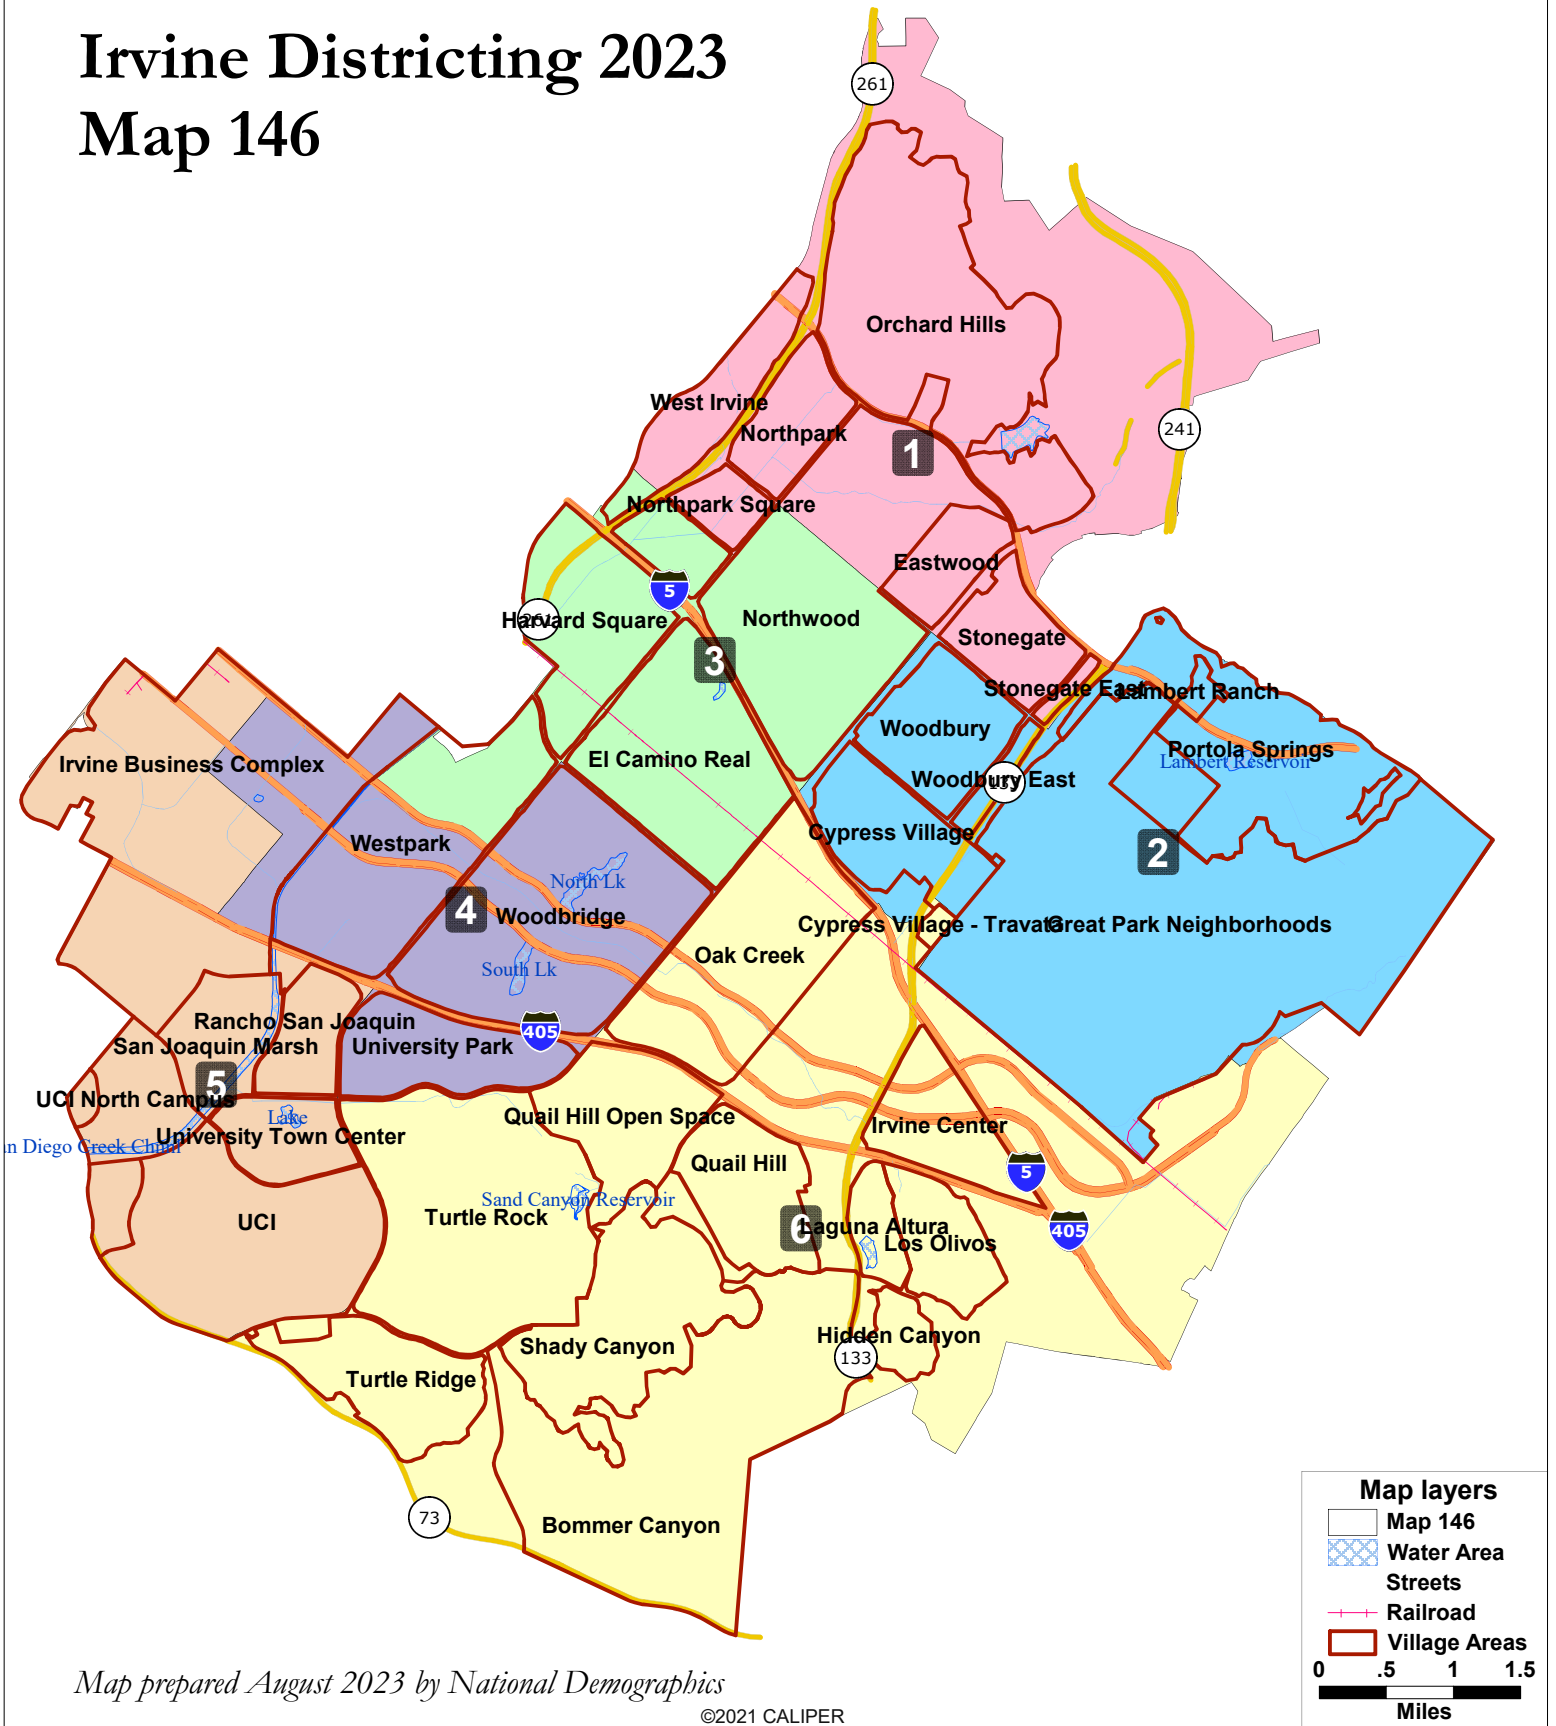 Irvine Districting 2023
Map 146
261
241
Orchard Hills
West Irvine
Northpark
1
Northpark Square
Eastwood
5
261
Harvard Square
Northwood
Stonegate
3
Stonegate East
Lambert Ranch
Woodbury
Portola Springs
Lambert Reservoir
El Camino Real
Irvine Business Complex
Woodbury East
133
Cypress Village
Westpark
2
North Lk
4
Woodbridge
Cypress Village - Travata
Great Park Neighborhoods
Oak Creek
South Lk
Rancho San Joaquin
405
San Joaquin Marsh
University Park
5
UCI North Campus
Lake
Quail Hill Open Space
Irvine Center
University Town Center
an Diego Creek Chnnl
Quail Hill
5
Sand Canyon Reservoir
UCI
Turtle Rock
6
Laguna Altura
405
Los Olivos
Hidden Canyon
Shady Canyon
133
Turtle Ridge
73
Bommer Canyon
Map layers
Map 146
Water Area
Streets
Railroad
Village Areas
0 .5 1 1.5
Miles
Map prepared August 2023 by National Demographics
©2021 CALIPER